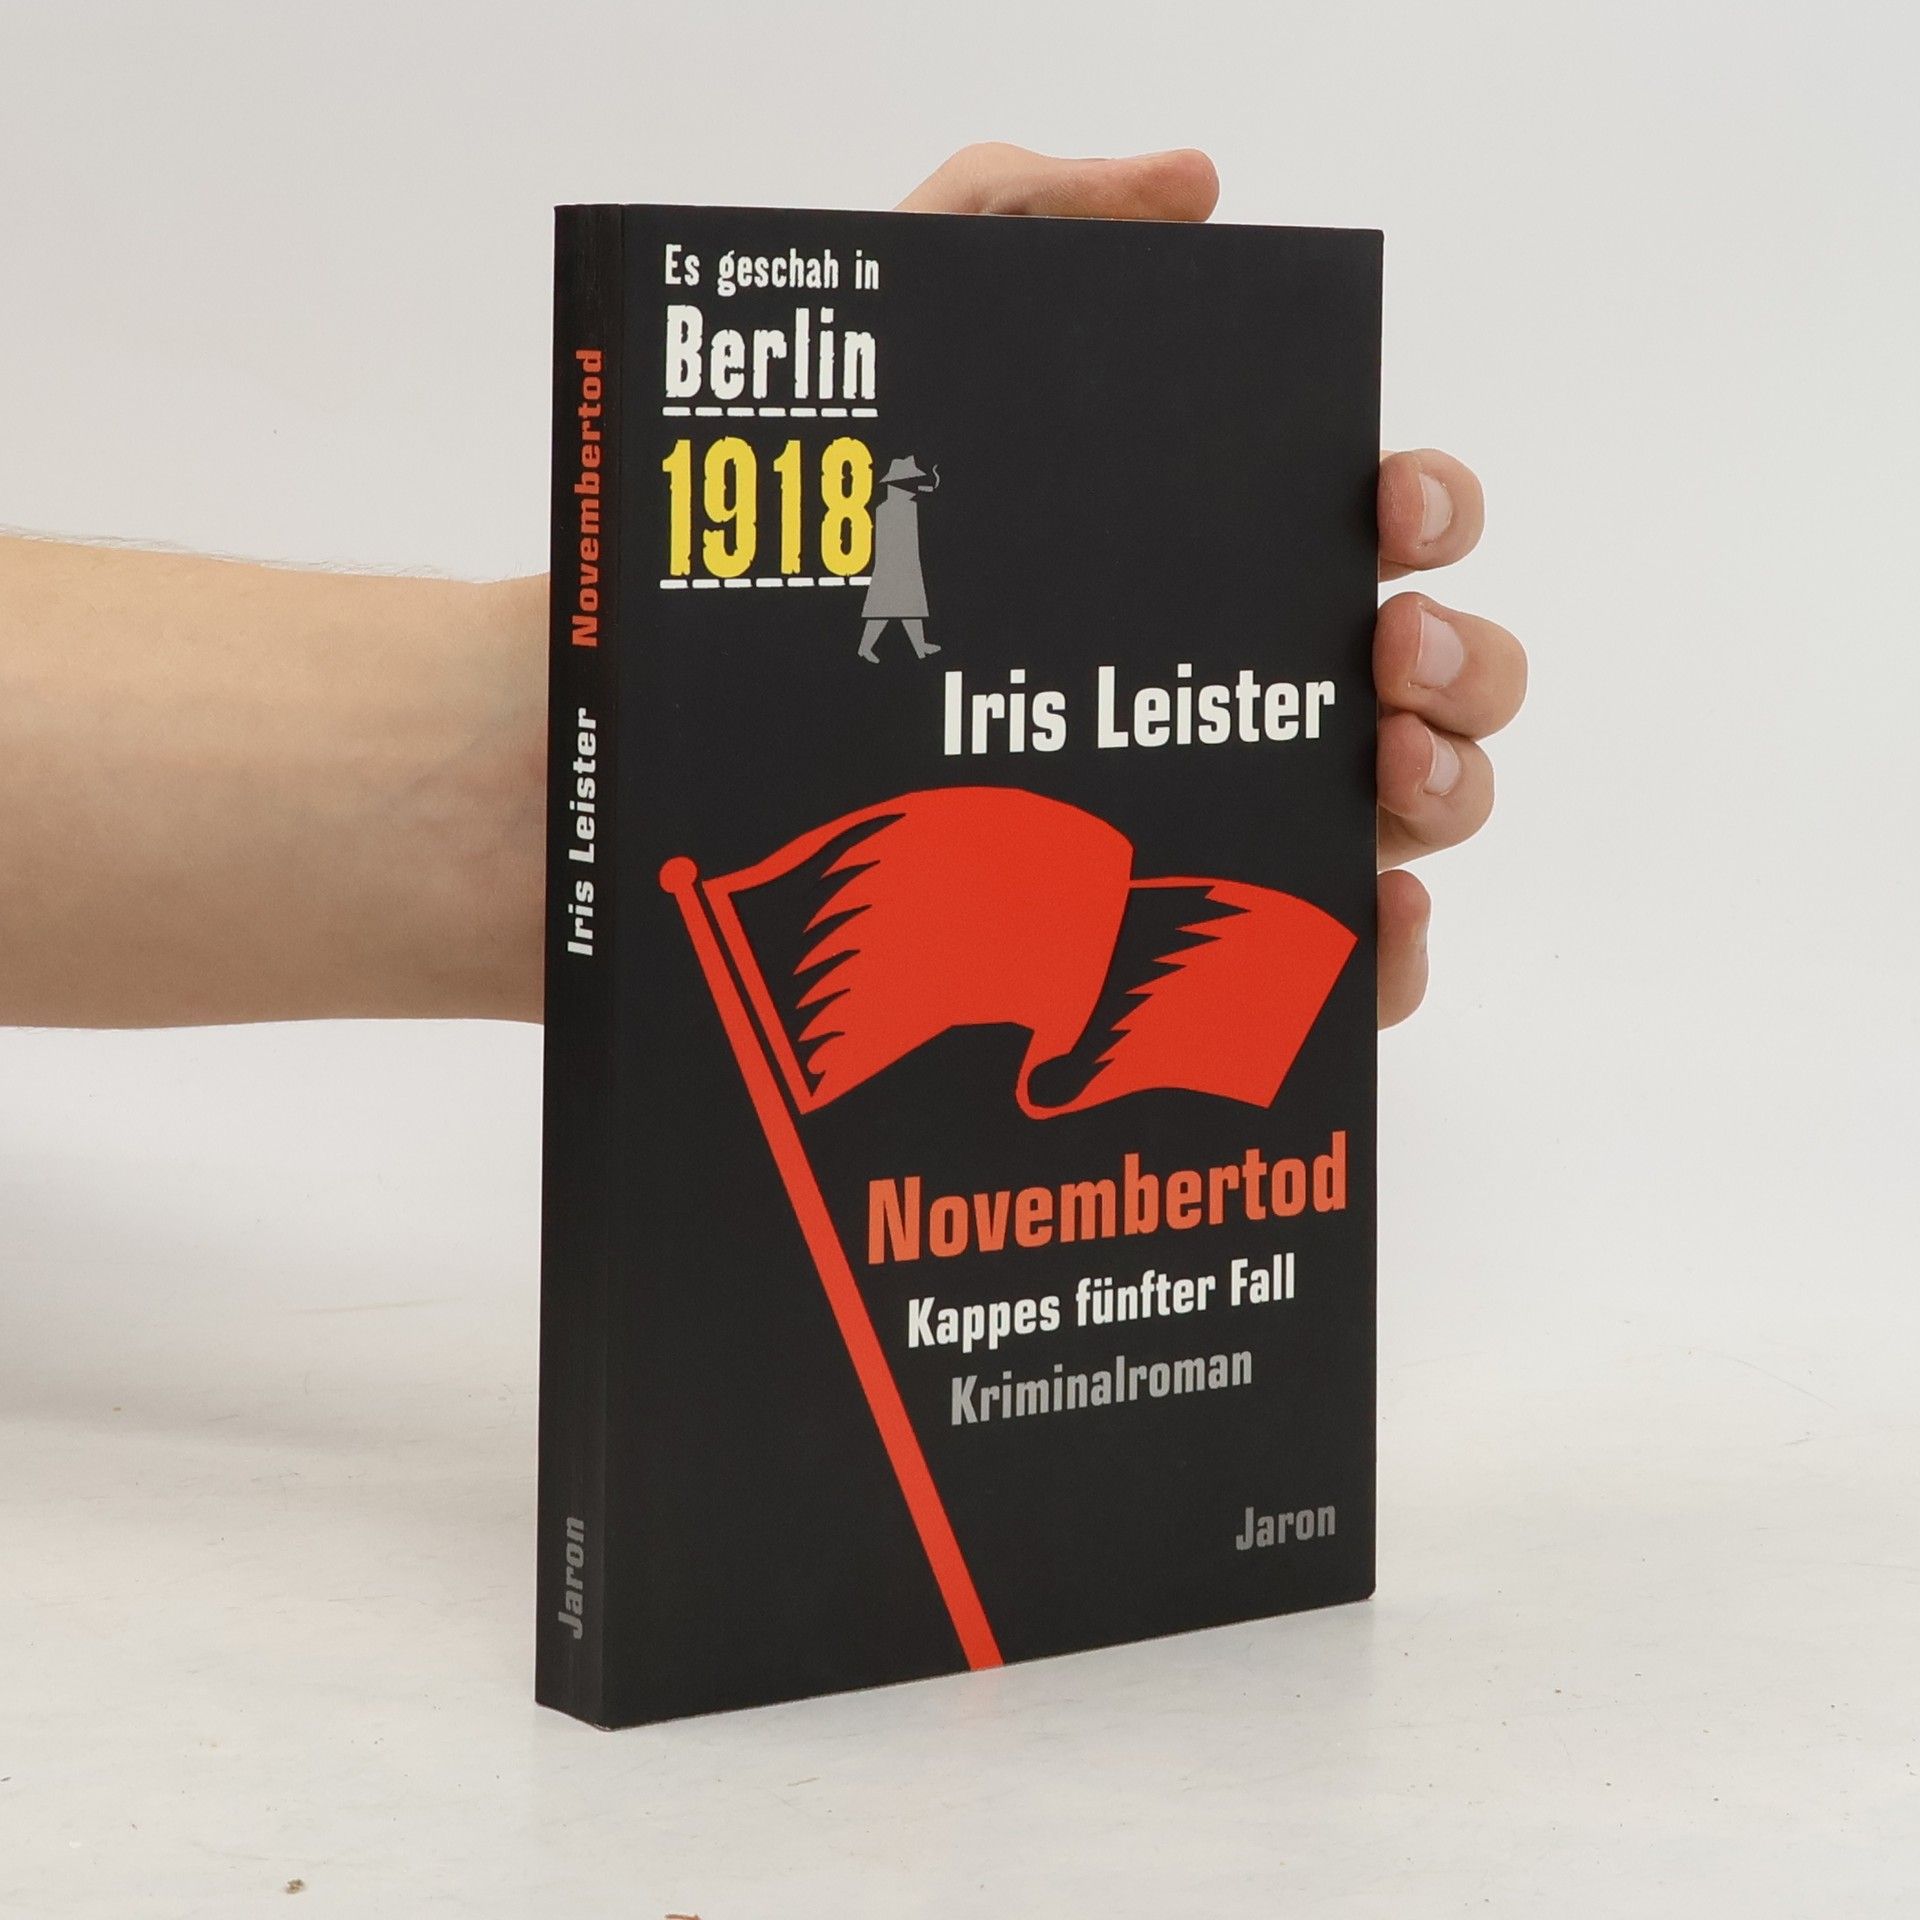 Es geschah in
Berlin
1918
Iris Leister
Novembertod
Kappes fünfter Fall
Kriminalroman
Jaron
Jaron
Iris Leister
Novembertod